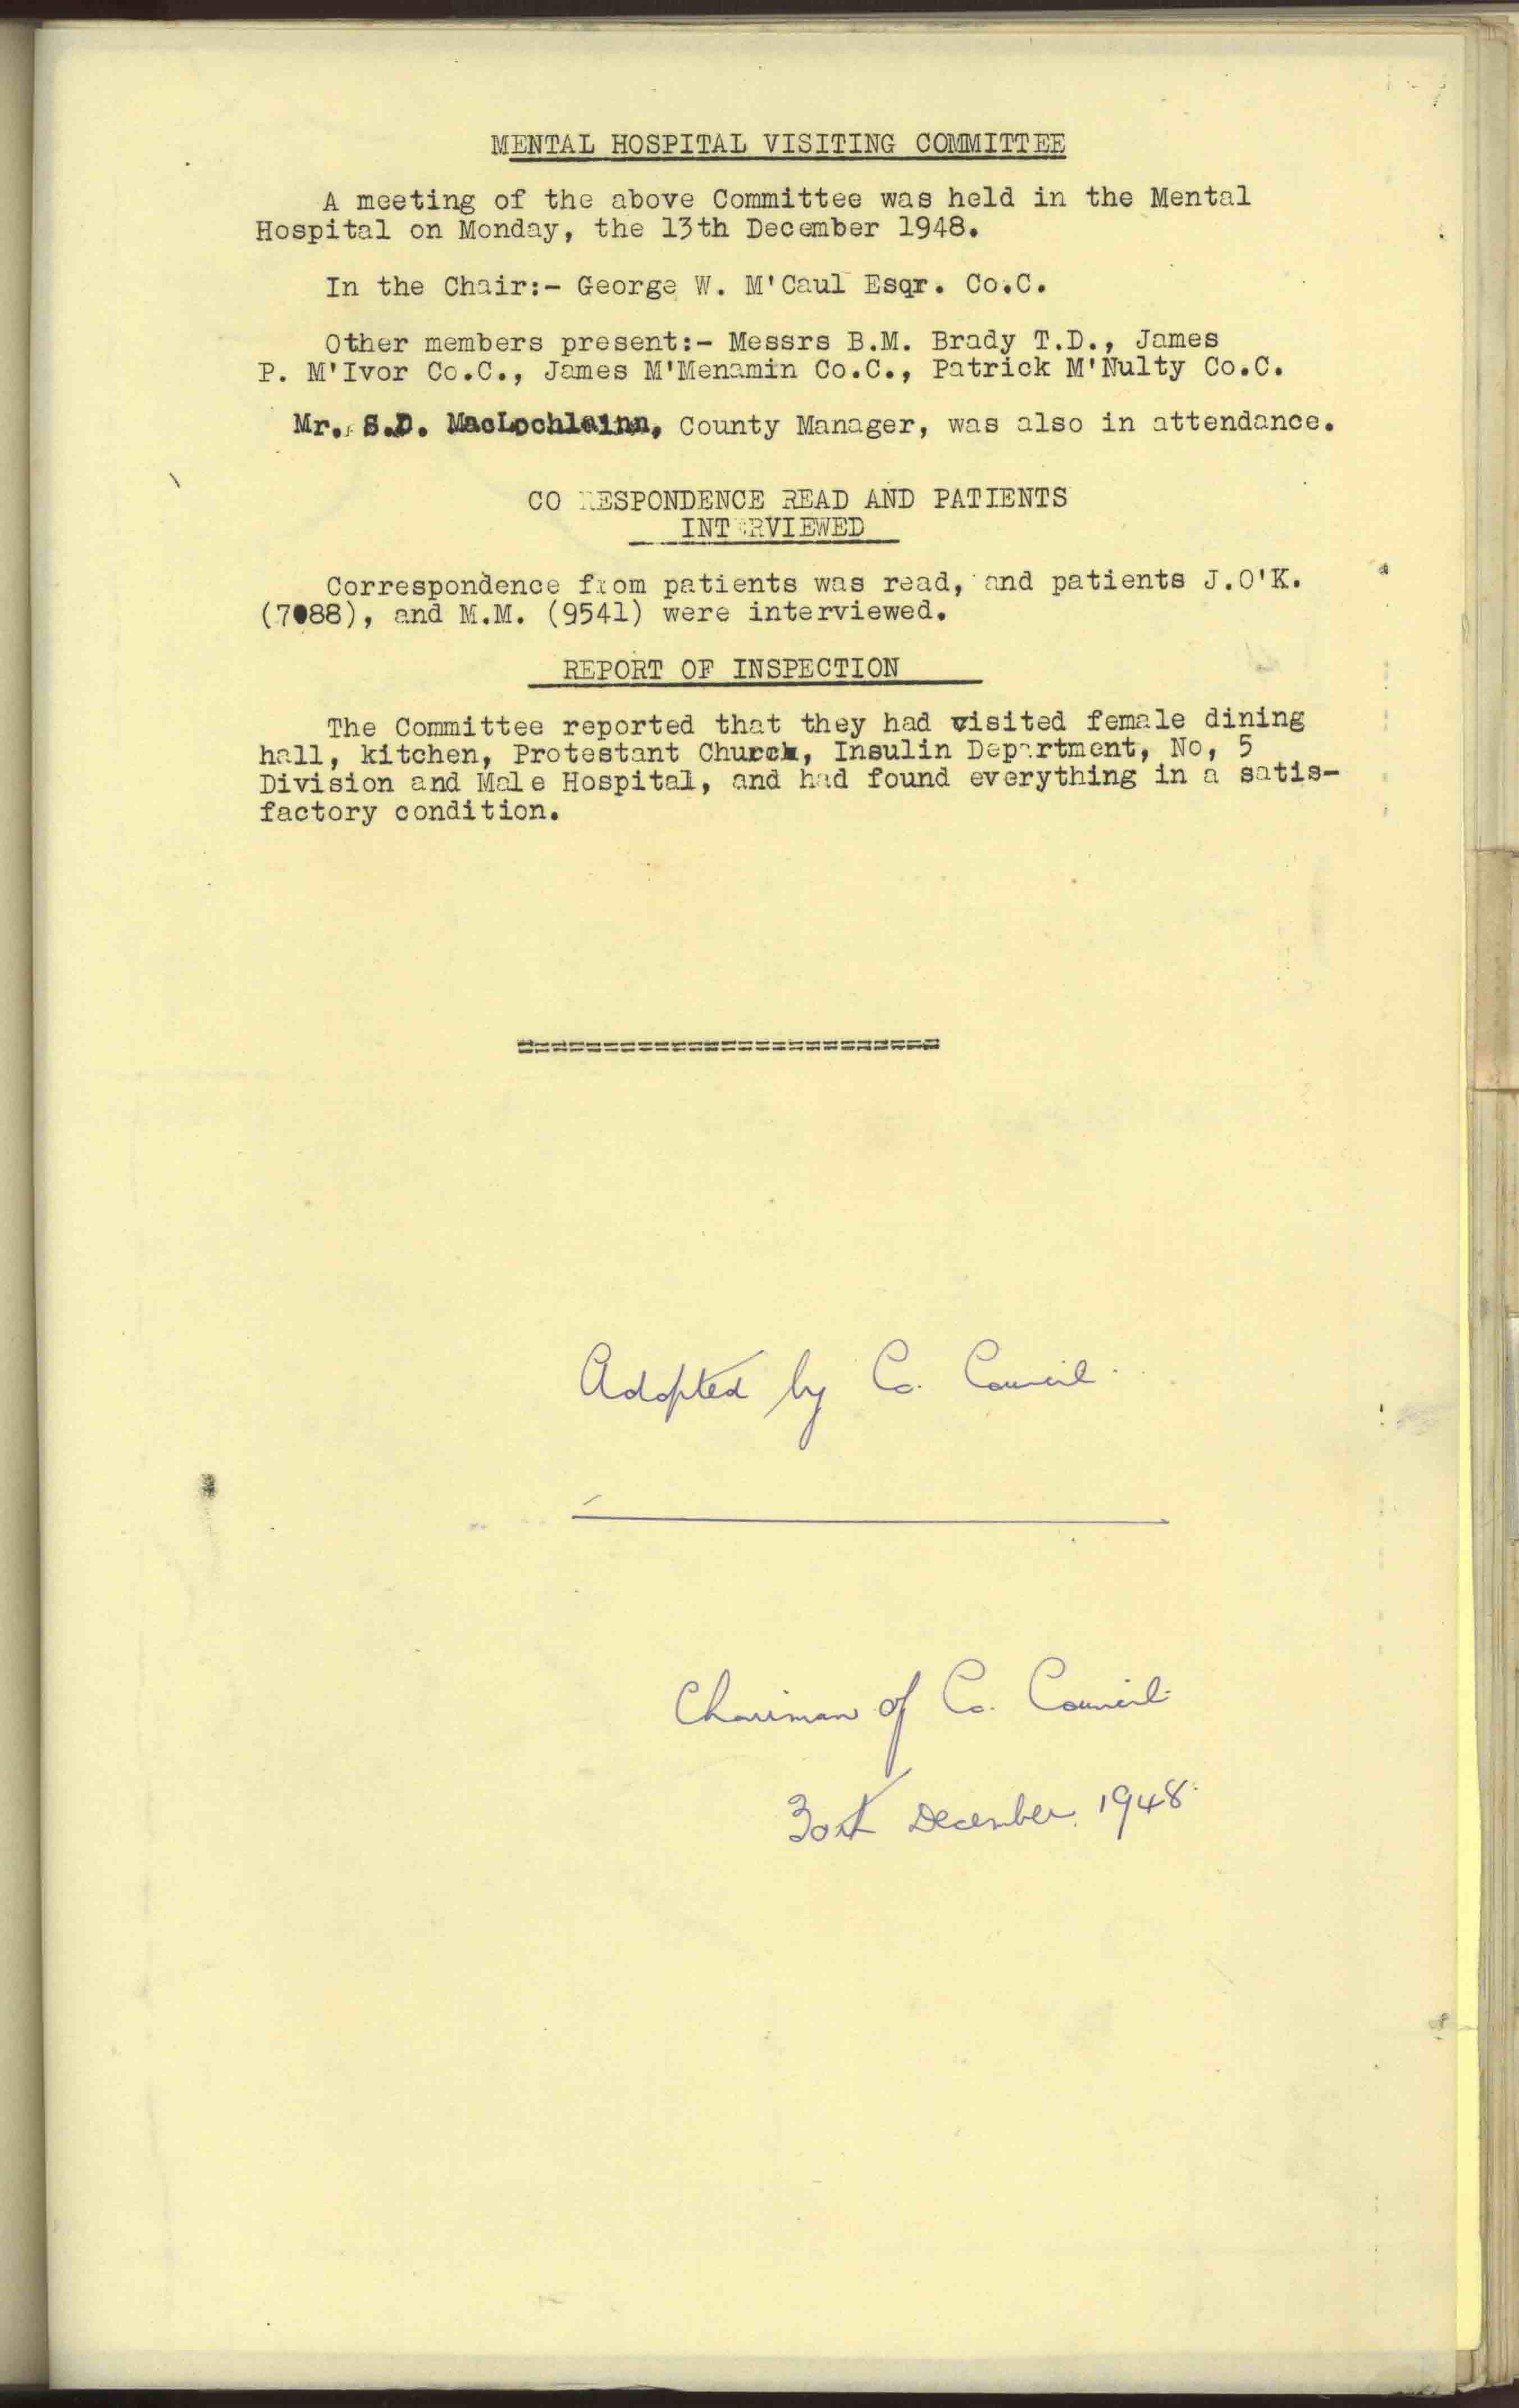 MENTAL HOSPITAL VISITING COMMITTEE
A meeting of the above Committee was held in the Mental
Hospital on Monday, the 13th December 1948.
In the Chair:- George W. M'Caul Esqr. Co.C.
Other members present:- Messrs B.M. Brady T.D., James
P. M'Ivor Co.C., James M'Menamin Co.C., Patrick M'Nulty Co.C.
Mr. S.D. MacLochlainn, County Manager, was also in attendance.
CO RESPONDENCE READ AND PATIENTS
INTERVIEWED
Correspondence from patients was read, and patients J.O'K.
(7088), and M.M. (9541) were interviewed.
REPORT OF INSPECTION
The Committee reported that they had visited female dining
hall, kitchen, Protestant Church, Insulin Department, No, 5
Division and Male Hospital, and had found everything in a satis-
factory condition.
=========================
Adopted by Co. Council.
Chairman of Co. Council.
30th December 1948.